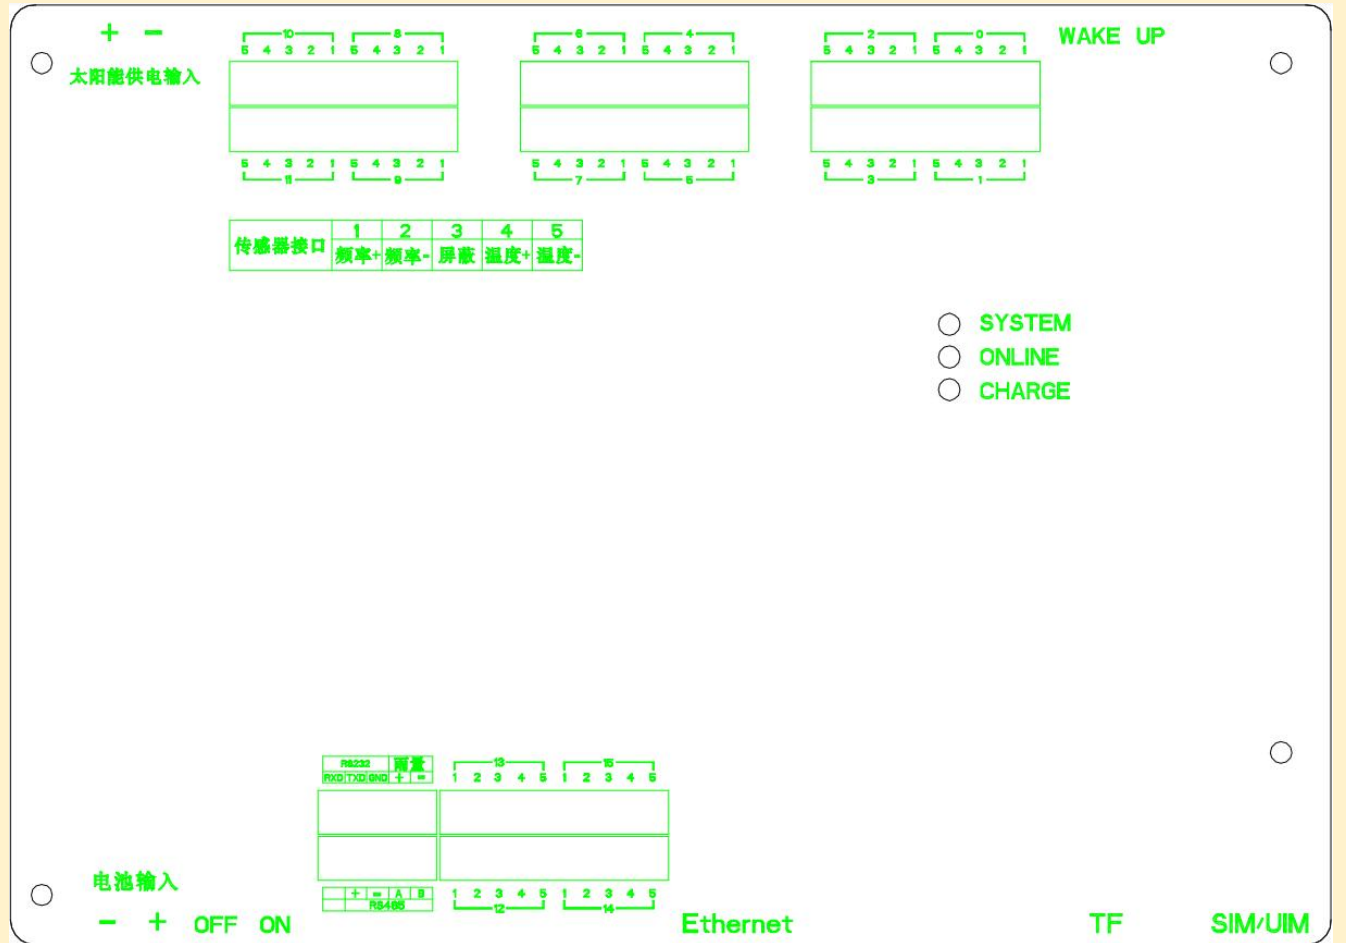 + − 10 8 6 4 2 0 WAKE UP
5 4 3 2 1 5 4 3 2 1 5 4 3 2 1 5 4 3 2 1 5 4 3 2 1 5 4 3 2 1
太阳能供电输入
5 4 3 2 1 5 4 3 2 1 5 4 3 2 1 5 4 3 2 1 5 4 3 2 1 5 4 3 2 1
11 9 7 5 3 1
传感器接口 1 2 3 4 5
频率+ 频率- 屏蔽 温度+ 温度-
SYSTEM
ONLINE
CHARGE
RS232 雨量 13 15
RXD TXD GND + − 1 2 3 4 5 1 2 3 4 5
电池输入
+ − A B 1 2 3 4 5 1 2 3 4 5
RS485 12 14
− + OFF ON Ethernet TF SIM/UIM